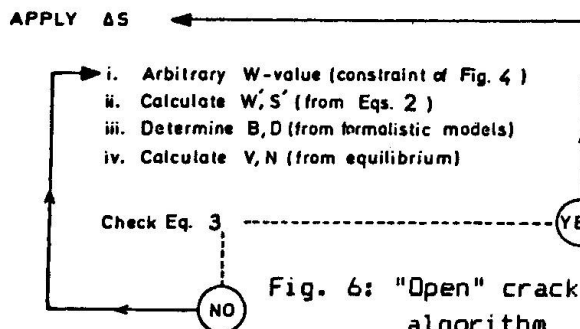 APPLY ΔS
i. Arbitrary W-value (constraint of Fig. 4)
ii. Calculate W', S' (from Eqs. 2)
iii. Determine B, D (from formalistic models)
iv. Calculate V, N (from equilibrium)
Check Eq. 3
YE
NO
Fig. 6: "Open" crack
algorithm